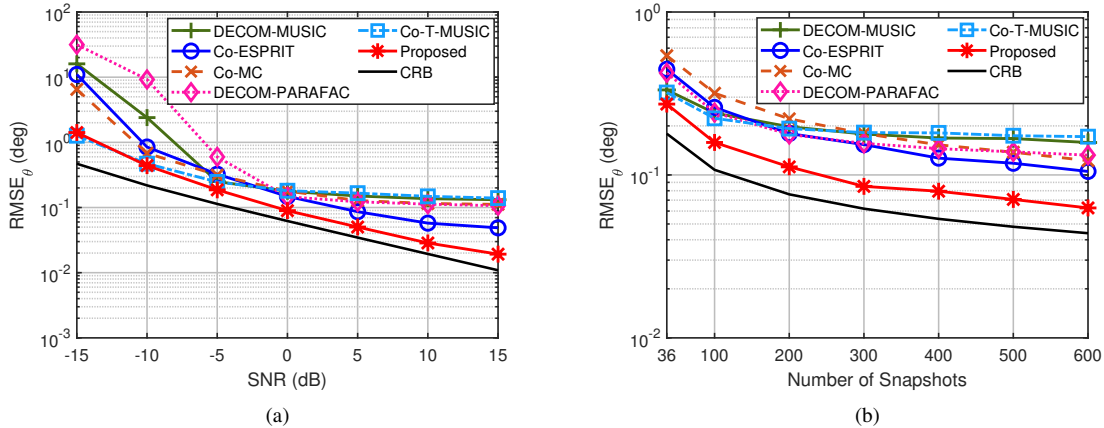 10^2
10^1
10^0
10^-1
10^-2
10^-3
RMSE_θ (deg)
DECOM-MUSIC
Co-ESPRIT
Co-MC
DECOM-PARAFAC
Co-T-MUSIC
Proposed
CRB
-15 -10 -5 0 5 10 15
SNR (dB)
(a)
10^0
10^-1
10^-2
RMSE_θ (deg)
DECOM-MUSIC
Co-ESPRIT
Co-MC
DECOM-PARAFAC
Co-T-MUSIC
Proposed
CRB
36 100 200 300 400 500 600
Number of Snapshots
(b)